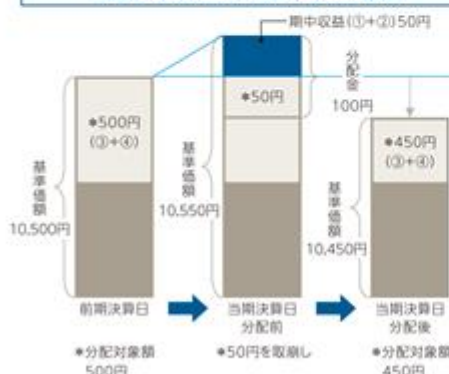 期中収益(①+②)50円
*50円
分配金
100円
*500円
(③+④)
*450円
(③+④)
基準価額
10,500円
基準価額
10,550円
基準価額
10,450円
前期決算日
当期決算日
分配前
当期決算日
分配後
*分配対象額
500円
*50円を取崩し
*分配対象額
450円